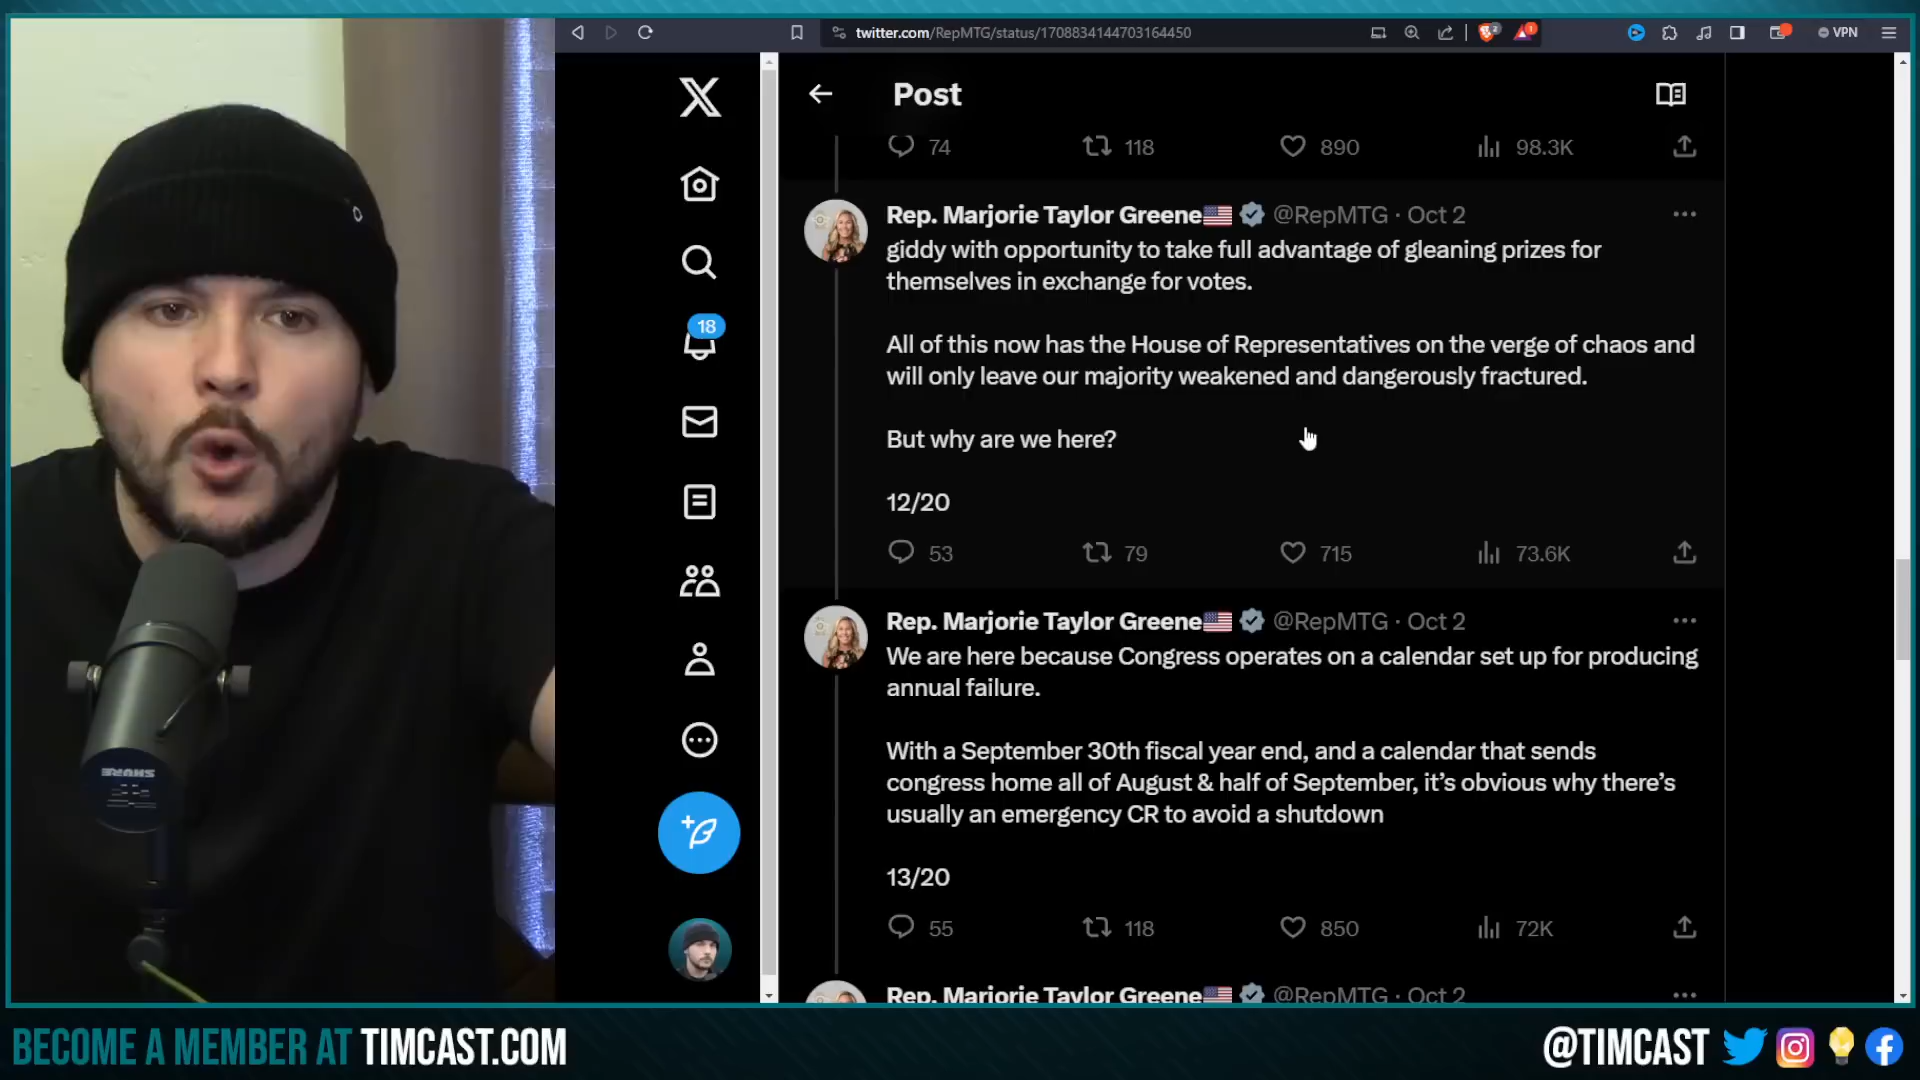 twitter.com/RepMTG/status/1708834144703164450
2
1
VPN
Post
74 118 890 98.3K
Rep. Marjorie Taylor Greene @RepMTG · Oct 2
giddy with opportunity to take full advantage of gleaning prizes for
themselves in exchange for votes.
All of this now has the House of Representatives on the verge of chaos and
will only leave our majority weakened and dangerously fractured.
But why are we here?
12/20
53 79 715 73.6K
Rep. Marjorie Taylor Greene @RepMTG · Oct 2
We are here because Congress operates on a calendar set up for producing
annual failure.
With a September 30th fiscal year end, and a calendar that sends
congress home all of August & half of September, it's obvious why there's
usually an emergency CR to avoid a shutdown
13/20
55 118 850 72K
Rep. Marjorie Taylor Greene @RepMTG · Oct 2
X
18
SHURE
BECOME A MEMBER AT TIMCAST.COM
@TIMCAST